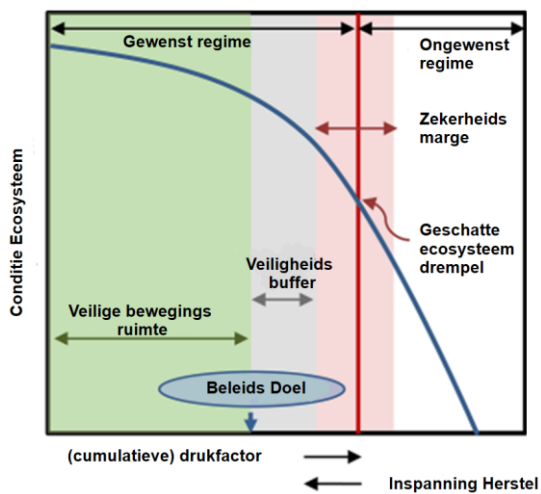 Gewenst regime
Ongewenst
regime
Zekerheids
marge
Geschatte
ecosysteem
drempel
Veiligheids
buffer
Veilige bewegings
ruimte
Beleids Doel
Conditie Ecosysteem
(cumulatieve) drukfactor
Inspanning Herstel